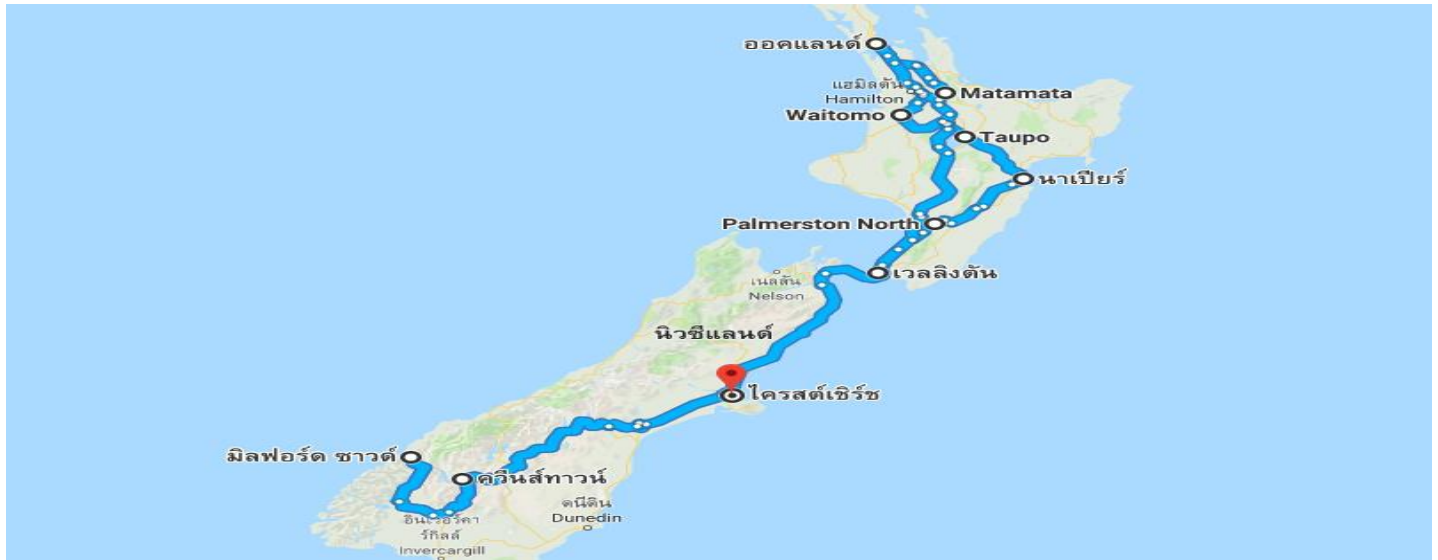 ออคแลนด์
แฮมิลตัน
Hamilton
Matamata
Waitomo
Taupo
นาเปียร์
Palmerston North
เวลลิงตัน
เนลสัน
Nelson
นิวซีแลนด์
ไครสต์เชิร์ช
มิลฟอร์ด ซาวด์
ควีนส์ทาวน์
ดนีดิน
Dunedin
อินเวอร์คา
ร์กิลล์
Invercargill